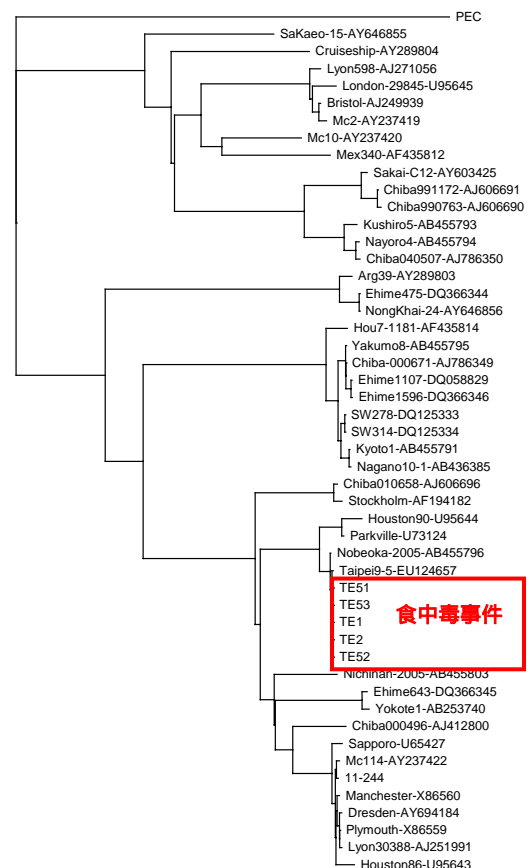 PEC
SaKaeo-15-AY646855
Cruiseship-AY289804
Lyon598-AJ271056
London-29845-U95645
Bristol-AJ249939
Mc2-AY237419
Mc10-AY237420
Mex340-AF435812
Sakai-C12-AY603425
Chiba991172-AJ606691
Chiba990763-AJ606690
Kushiro5-AB455793
Nayoro4-AB455794
Chiba040507-AJ786350
Arg39-AY289803
Ehime475-DQ366344
NongKhai-24-AY646856
Hou7-1181-AF435814
Yakumo8-AB455795
Chiba-000671-AJ786349
Ehime1107-DQ058829
Ehime1596-DQ366346
SW278-DQ125333
SW314-DQ125334
Kyoto1-AB455791
Nagano10-1-AB436385
Chiba010658-AJ606696
Stockholm-AF194182
Houston90-U95644
Parkville-U73124
Nobeoka-2005-AB455796
Taipei9-5-EU124657
TE51
TE53 食中毒事件
TE1
TE2
TE52
Nichinan-2005-AB455803
Ehime643-DQ366345
Yokote1-AB253740
Chiba000496-AJ412800
Sapporo-U65427
Mc114-AY237422
11-244
Manchester-X86560
Dresden-AY694184
Plymouth-X86559
Lyon30388-AJ251991
Houston86-U95643